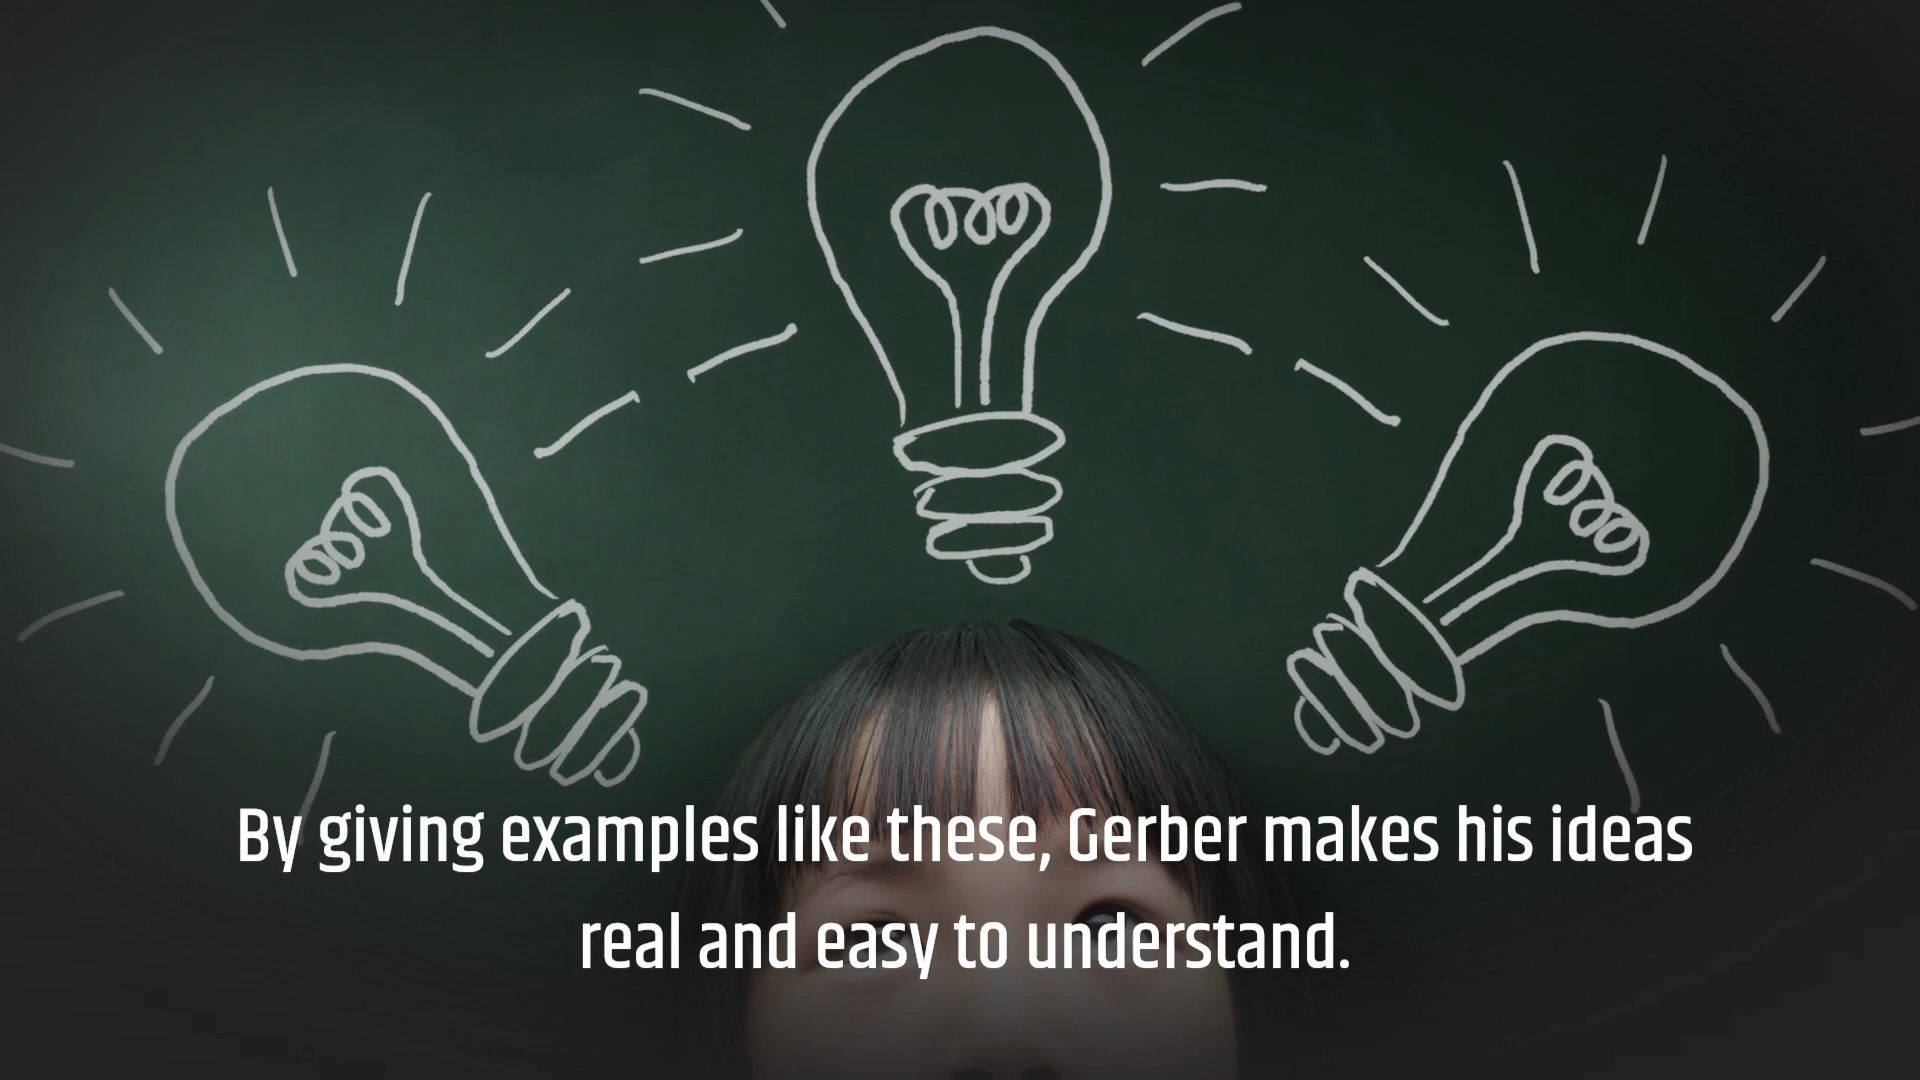 By giving examples like these, Gerber makes his ideas
real and easy to understand.